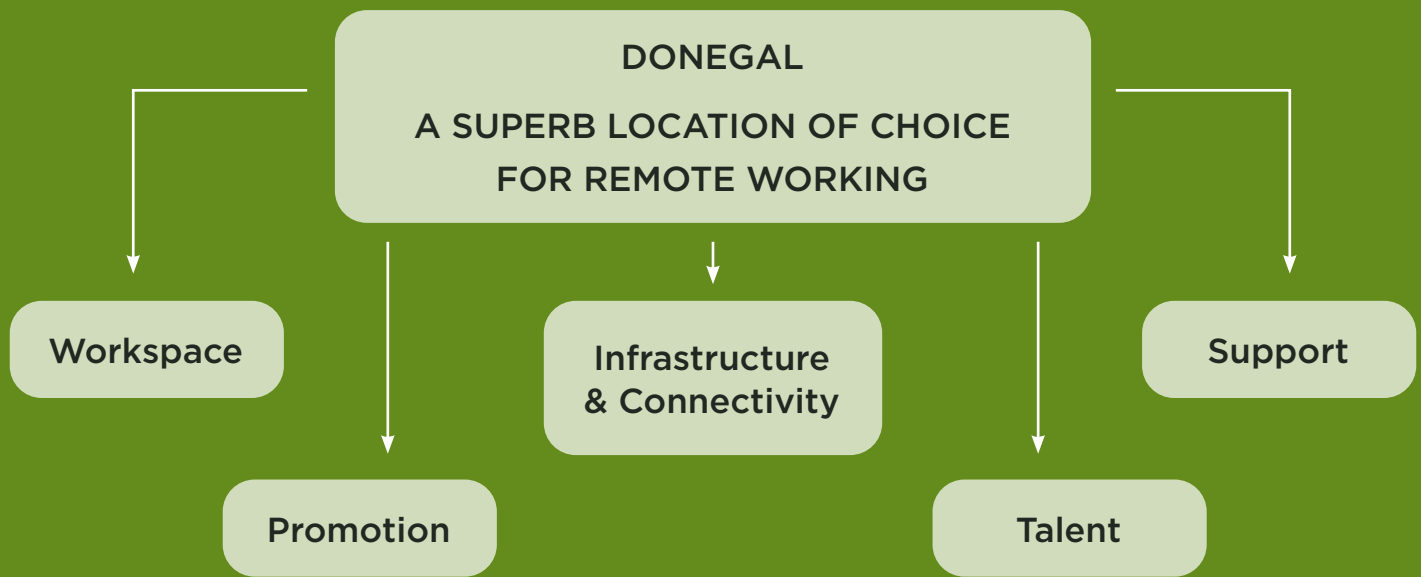 DONEGAL
A SUPERB LOCATION OF CHOICE
FOR REMOTE WORKING
Workspace
Promotion
Infrastructure
& Connectivity
Talent
Support